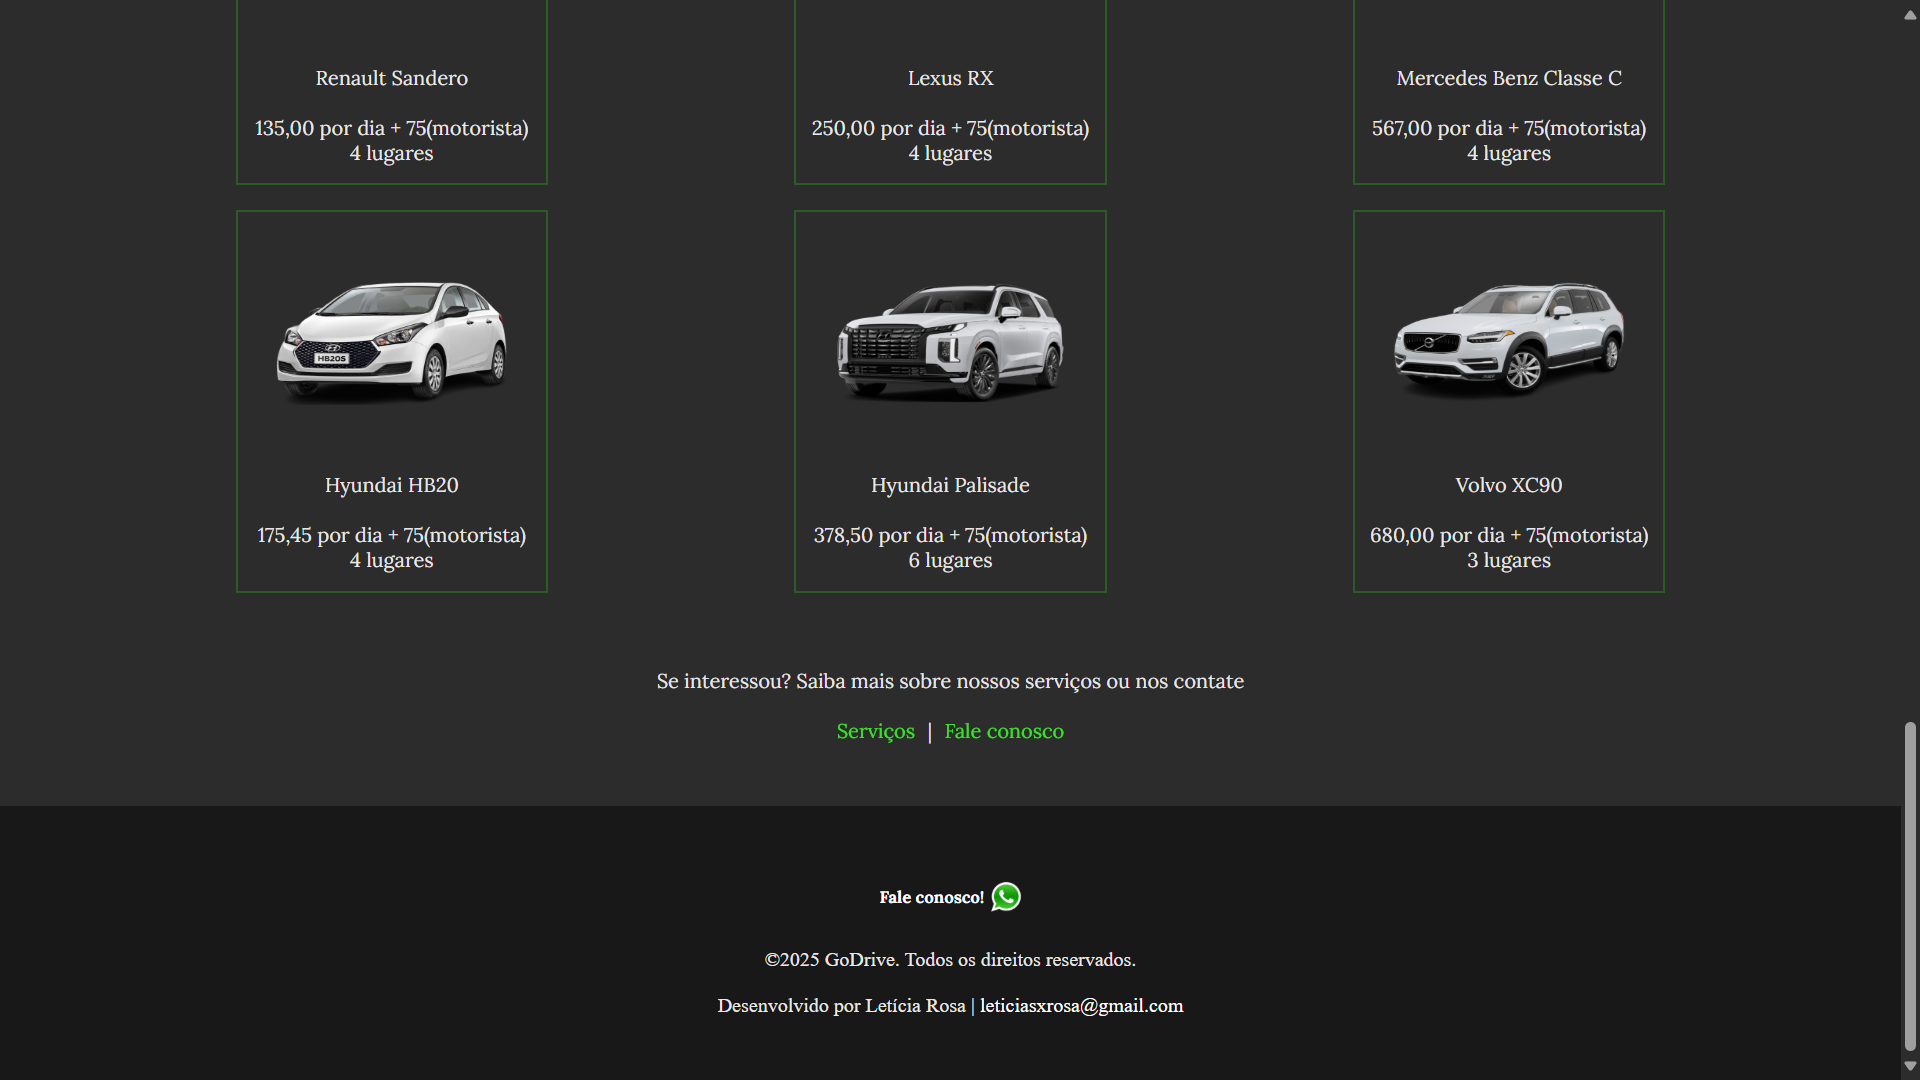 Renault Sandero
135,00 por dia + 75(motorista)
4 lugares
Lexus RX
250,00 por dia + 75(motorista)
4 lugares
Mercedes Benz Classe C
567,00 por dia + 75(motorista)
4 lugares
HB20S
Hyundai HB20
175,45 por dia + 75(motorista)
4 lugares
Hyundai Palisade
378,50 por dia + 75(motorista)
6 lugares
Volvo XC90
680,00 por dia + 75(motorista)
3 lugares
Se interessou? Saiba mais sobre nossos serviços ou nos contate
Serviços | Fale conosco
Fale conosco!
©2025 GoDrive. Todos os direitos reservados.
Desenvolvido por Letícia Rosa | leticiasxrosa@gmail.com